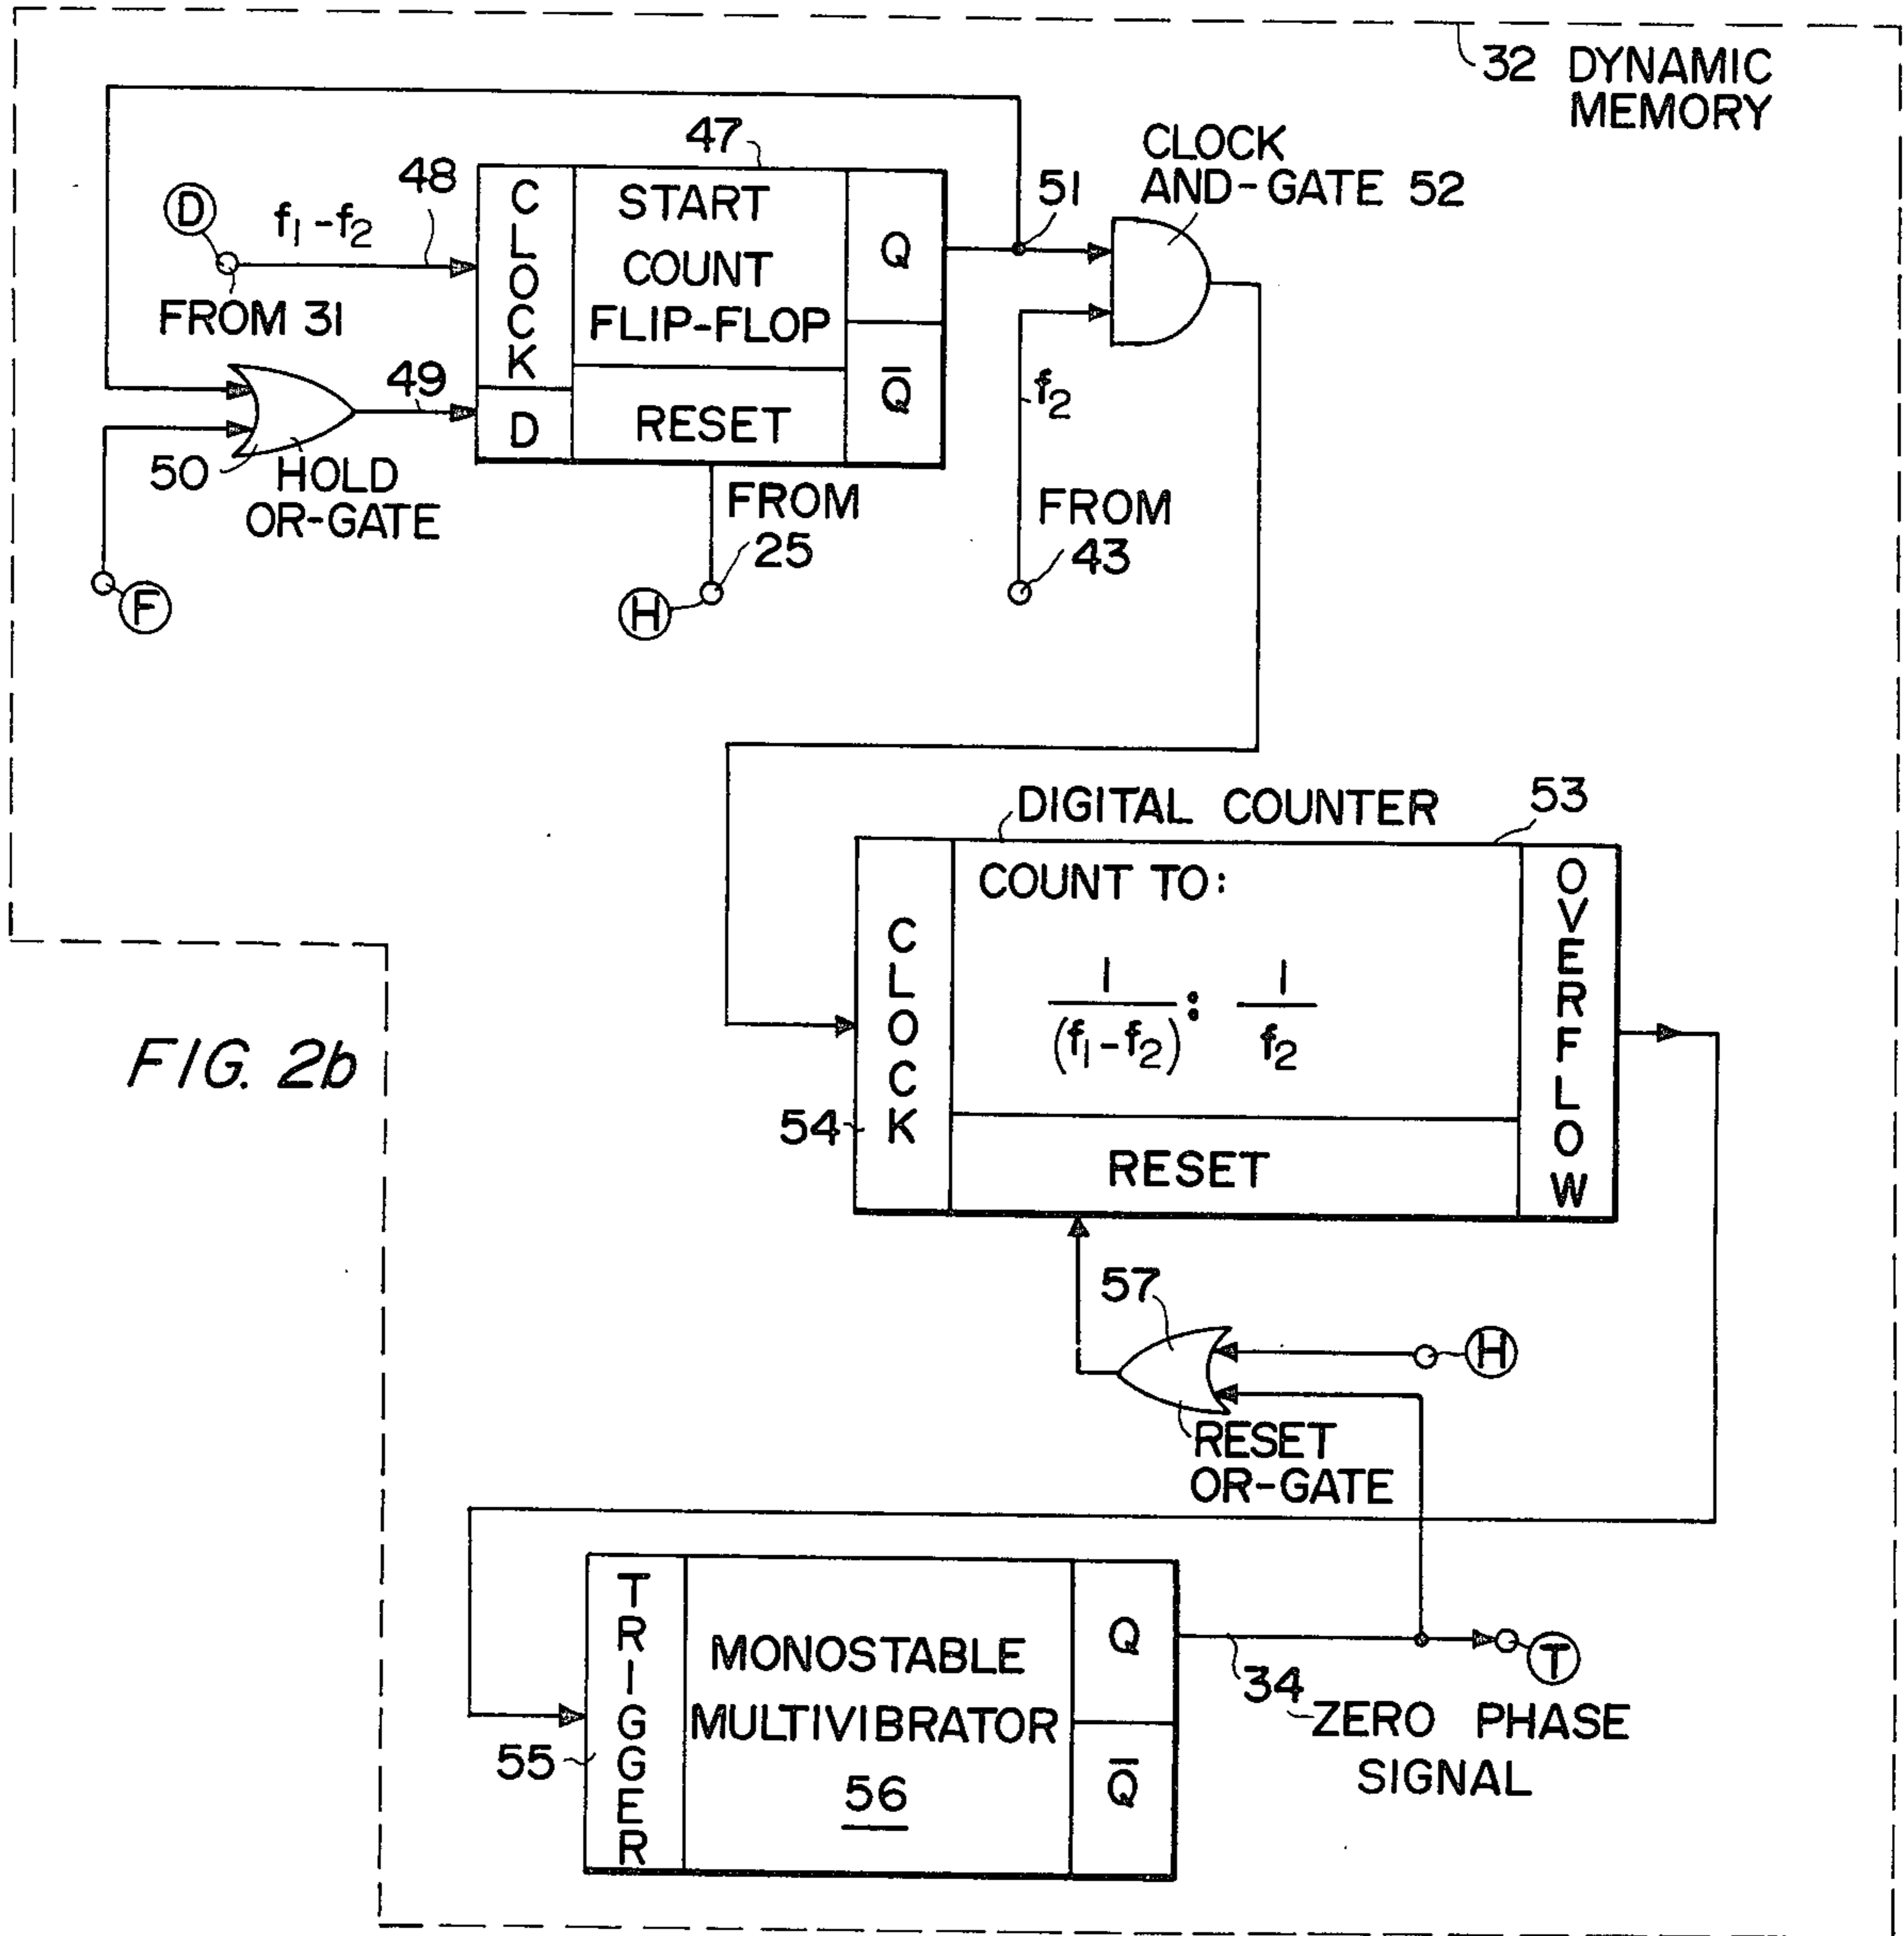 32 DYNAMIC
MEMORY
47
CLOCK
AND-GATE 52
D
f₁ -f₂
48
FROM 31
CLOCK
START
COUNT
FLIP-FLOP
Q
51
49
D
RESET
Q̅
f₂
50
HOLD
OR-GATE
FROM
25
FROM
43
F
H
DIGITAL COUNTER
53
COUNT TO:
CLOCK
1
(f₁-f₂)
:
1
f₂
OVERFLOW
54
RESET
FIG. 2b
57
H
RESET
OR-GATE
TRIGGER
55
MONOSTABLE
MULTIVIBRATOR
56
Q
Q̅
34
T
ZERO PHASE
SIGNAL